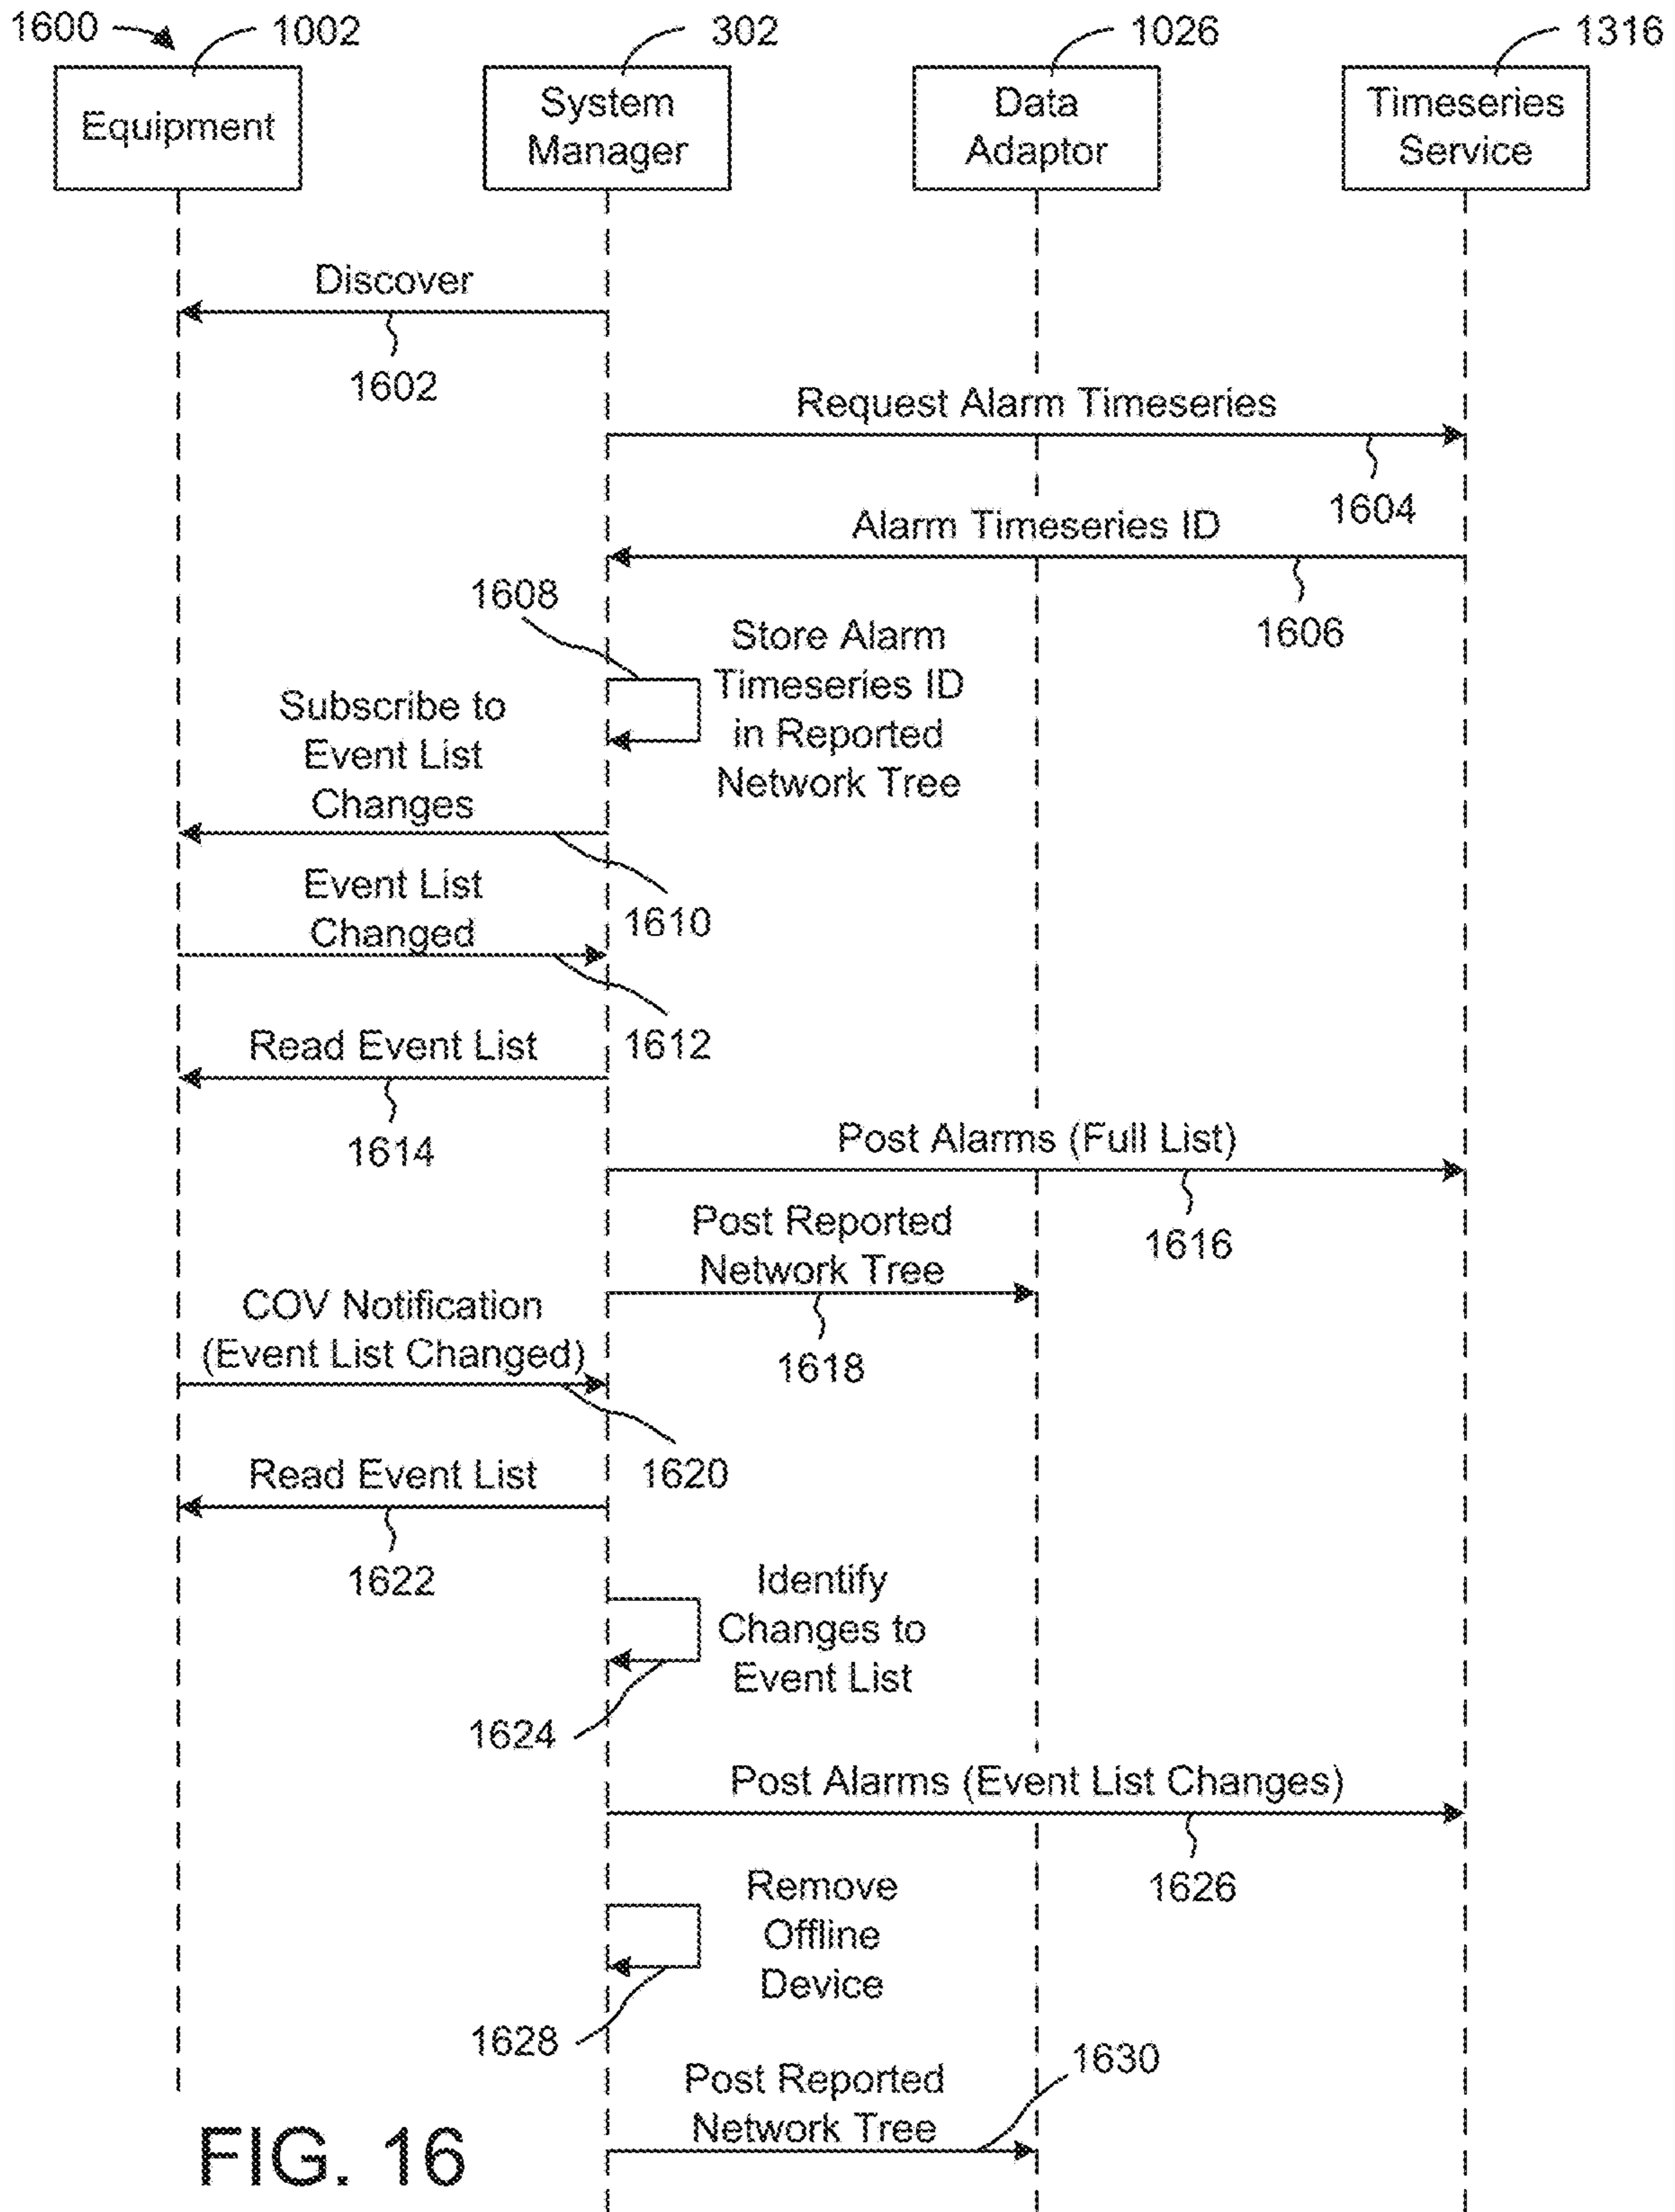 1600
1002
302
1026
1316
Equipment
System
Manager
Data
Adaptor
Timeseries
Service
Discover
1602
Request Alarm Timeseries
1604
Alarm Timeseries ID
1606
1608
Store Alarm
Timeseries ID
in Reported
Network Tree
Subscribe to
Event List
Changes
1610
Event List
Changed
1612
Read Event List
1614
Post Alarms (Full List)
1616
Post Reported
Network Tree
1618
COV Notification
(Event List Changed)
1620
Read Event List
1622
Identify
Changes to
Event List
1624
Post Alarms (Event List Changes)
1626
Remove
Offline
Device
1628
Post Reported
Network Tree
1630
FIG. 16